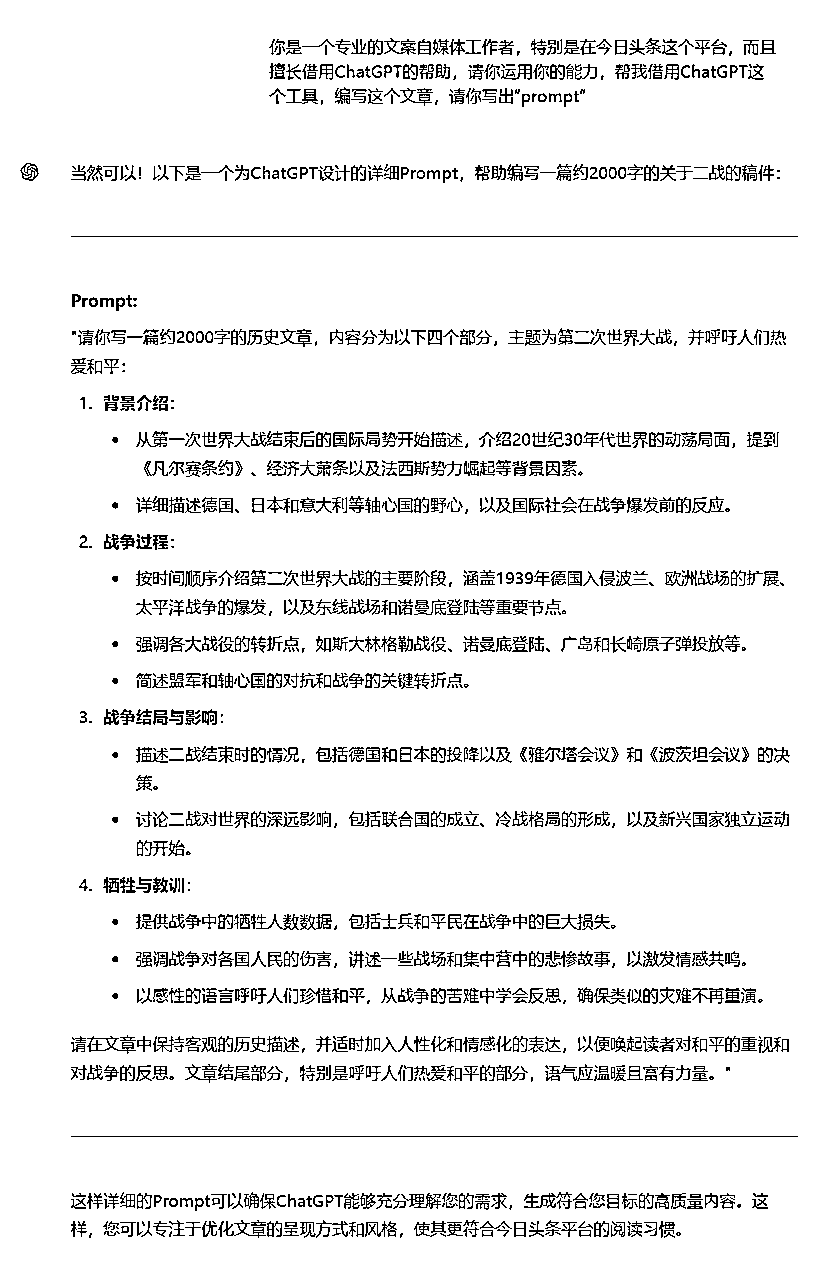 你是一个专业的文案自媒体工作者，特别是在今日头条这个平台，而且
擅长借用ChatGPT的帮助，请你运用你的能力，帮我借用ChatGPT这
个工具，编写这个文章，请你写出"prompt"
当然可以！以下是一个为ChatGPT设计的详细Prompt，帮助编写一篇约2000字的关于二战的稿件：
Prompt:
"请你写一篇约2000字的历史文章，内容分为以下四个部分，主题为第二次世界大战，并呼吁人们热
爱和平：
1. 背景介绍：
• 从第一次世界大战结束后的国际局势开始描述，介绍20世纪30年代世界的动荡局面，提到
《凡尔赛条约》、经济大萧条以及法西斯势力崛起等背景因素。
• 详细描述德国、日本和意大利等轴心国的野心，以及国际社会在战争爆发前的反应。
2. 战争过程：
• 按时间顺序介绍第二次世界大战的主要阶段，涵盖1939年德国入侵波兰、欧洲战场的扩展、
太平洋战争的爆发，以及东线战场和诺曼底登陆等重要节点。
• 强调各大战役的转折点，如斯大林格勒战役、诺曼底登陆、广岛和长崎原子弹投放等。
• 简述盟军和轴心国的对抗和战争的关键转折点。
3. 战争结局与影响：
• 描述二战结束时的情况，包括德国和日本的投降以及《雅尔塔会议》和《波茨坦会议》的决
策。
• 讨论二战对世界的深远影响，包括联合国的成立、冷战格局的形成，以及新兴国家独立运动
的开始。
4. 牺牲与教训：
• 提供战争中的牺牲人数数据，包括士兵和平民在战争中的巨大损失。
• 强调战争对各国人民的伤害，讲述一些战场和集中营中的悲惨故事，以激发情感共鸣。
• 以感性的语言呼吁人们珍惜和平，从战争的苦难中学会反思，确保类似的灾难不再重演。
请在文章中保持客观的历史描述，并适时加入人性化和情感化的表达，以便唤起读者对和平的重视和
对战争的反思。文章结尾部分，特别是呼吁人们热爱和平的部分，语气应温暖且富有力量。"
这样详细的Prompt可以确保ChatGPT能够充分理解您的需求，生成符合您目标的高质量内容。这
样，您可以专注于优化文章的呈现方式和风格，使其更符合今日头条平台的阅读习惯。